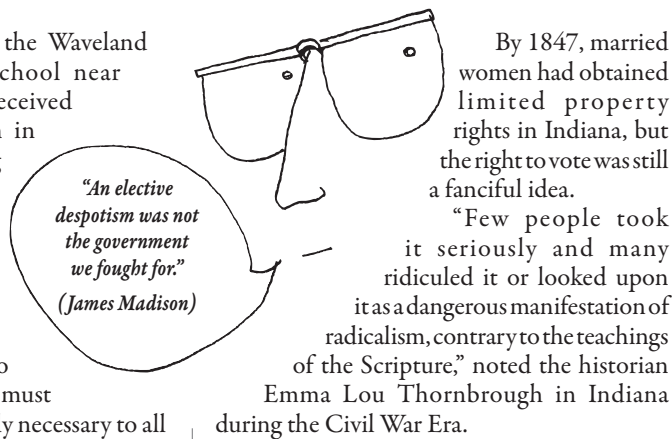 the Waveland
chool near
eceived
in
“An elective
despotism was not
the government
we fought for.”
(James Madison)
o
must
y necessary to all
By 1847, married
women had obtained
limited property
rights in Indiana, but
the right to vote was still
a fanciful idea.
“Few people took
it seriously and many
ridiculed it or looked upon
it as a dangerous manifestation of
radicalism, contrary to the teachings
of the Scripture,” noted the historian
Emma Lou Thornbrough in Indiana
during the Civil War Era.